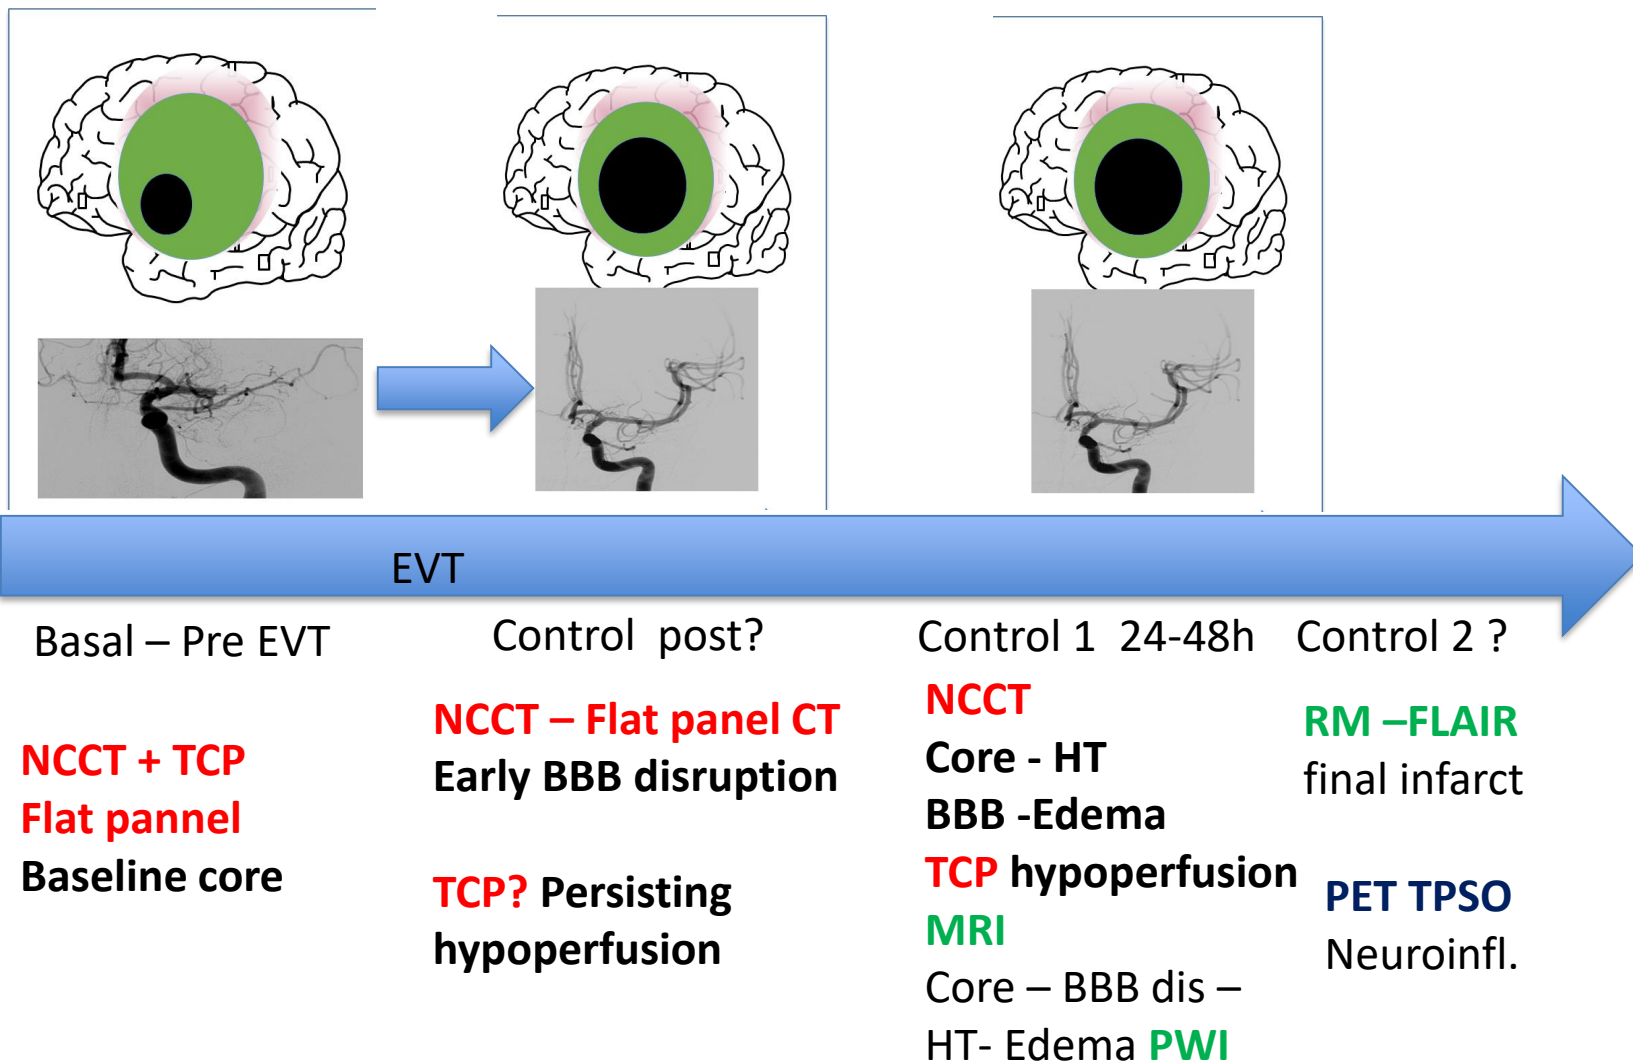 EVT
Basal – Pre EVT
NCCT + TCP
Flat pannel
Baseline core
Control post?
NCCT – Flat panel CT
Early BBB disruption
TCP? Persisting
hypoperfusion
Control 1 24-48h
NCCT
Core - HT
BBB -Edema
TCP hypoperfusion
MRI
Core – BBB dis –
HT- Edema PWI
Control 2 ?
RM –FLAIR
final infarct
PET TPSO
Neuroinfl.